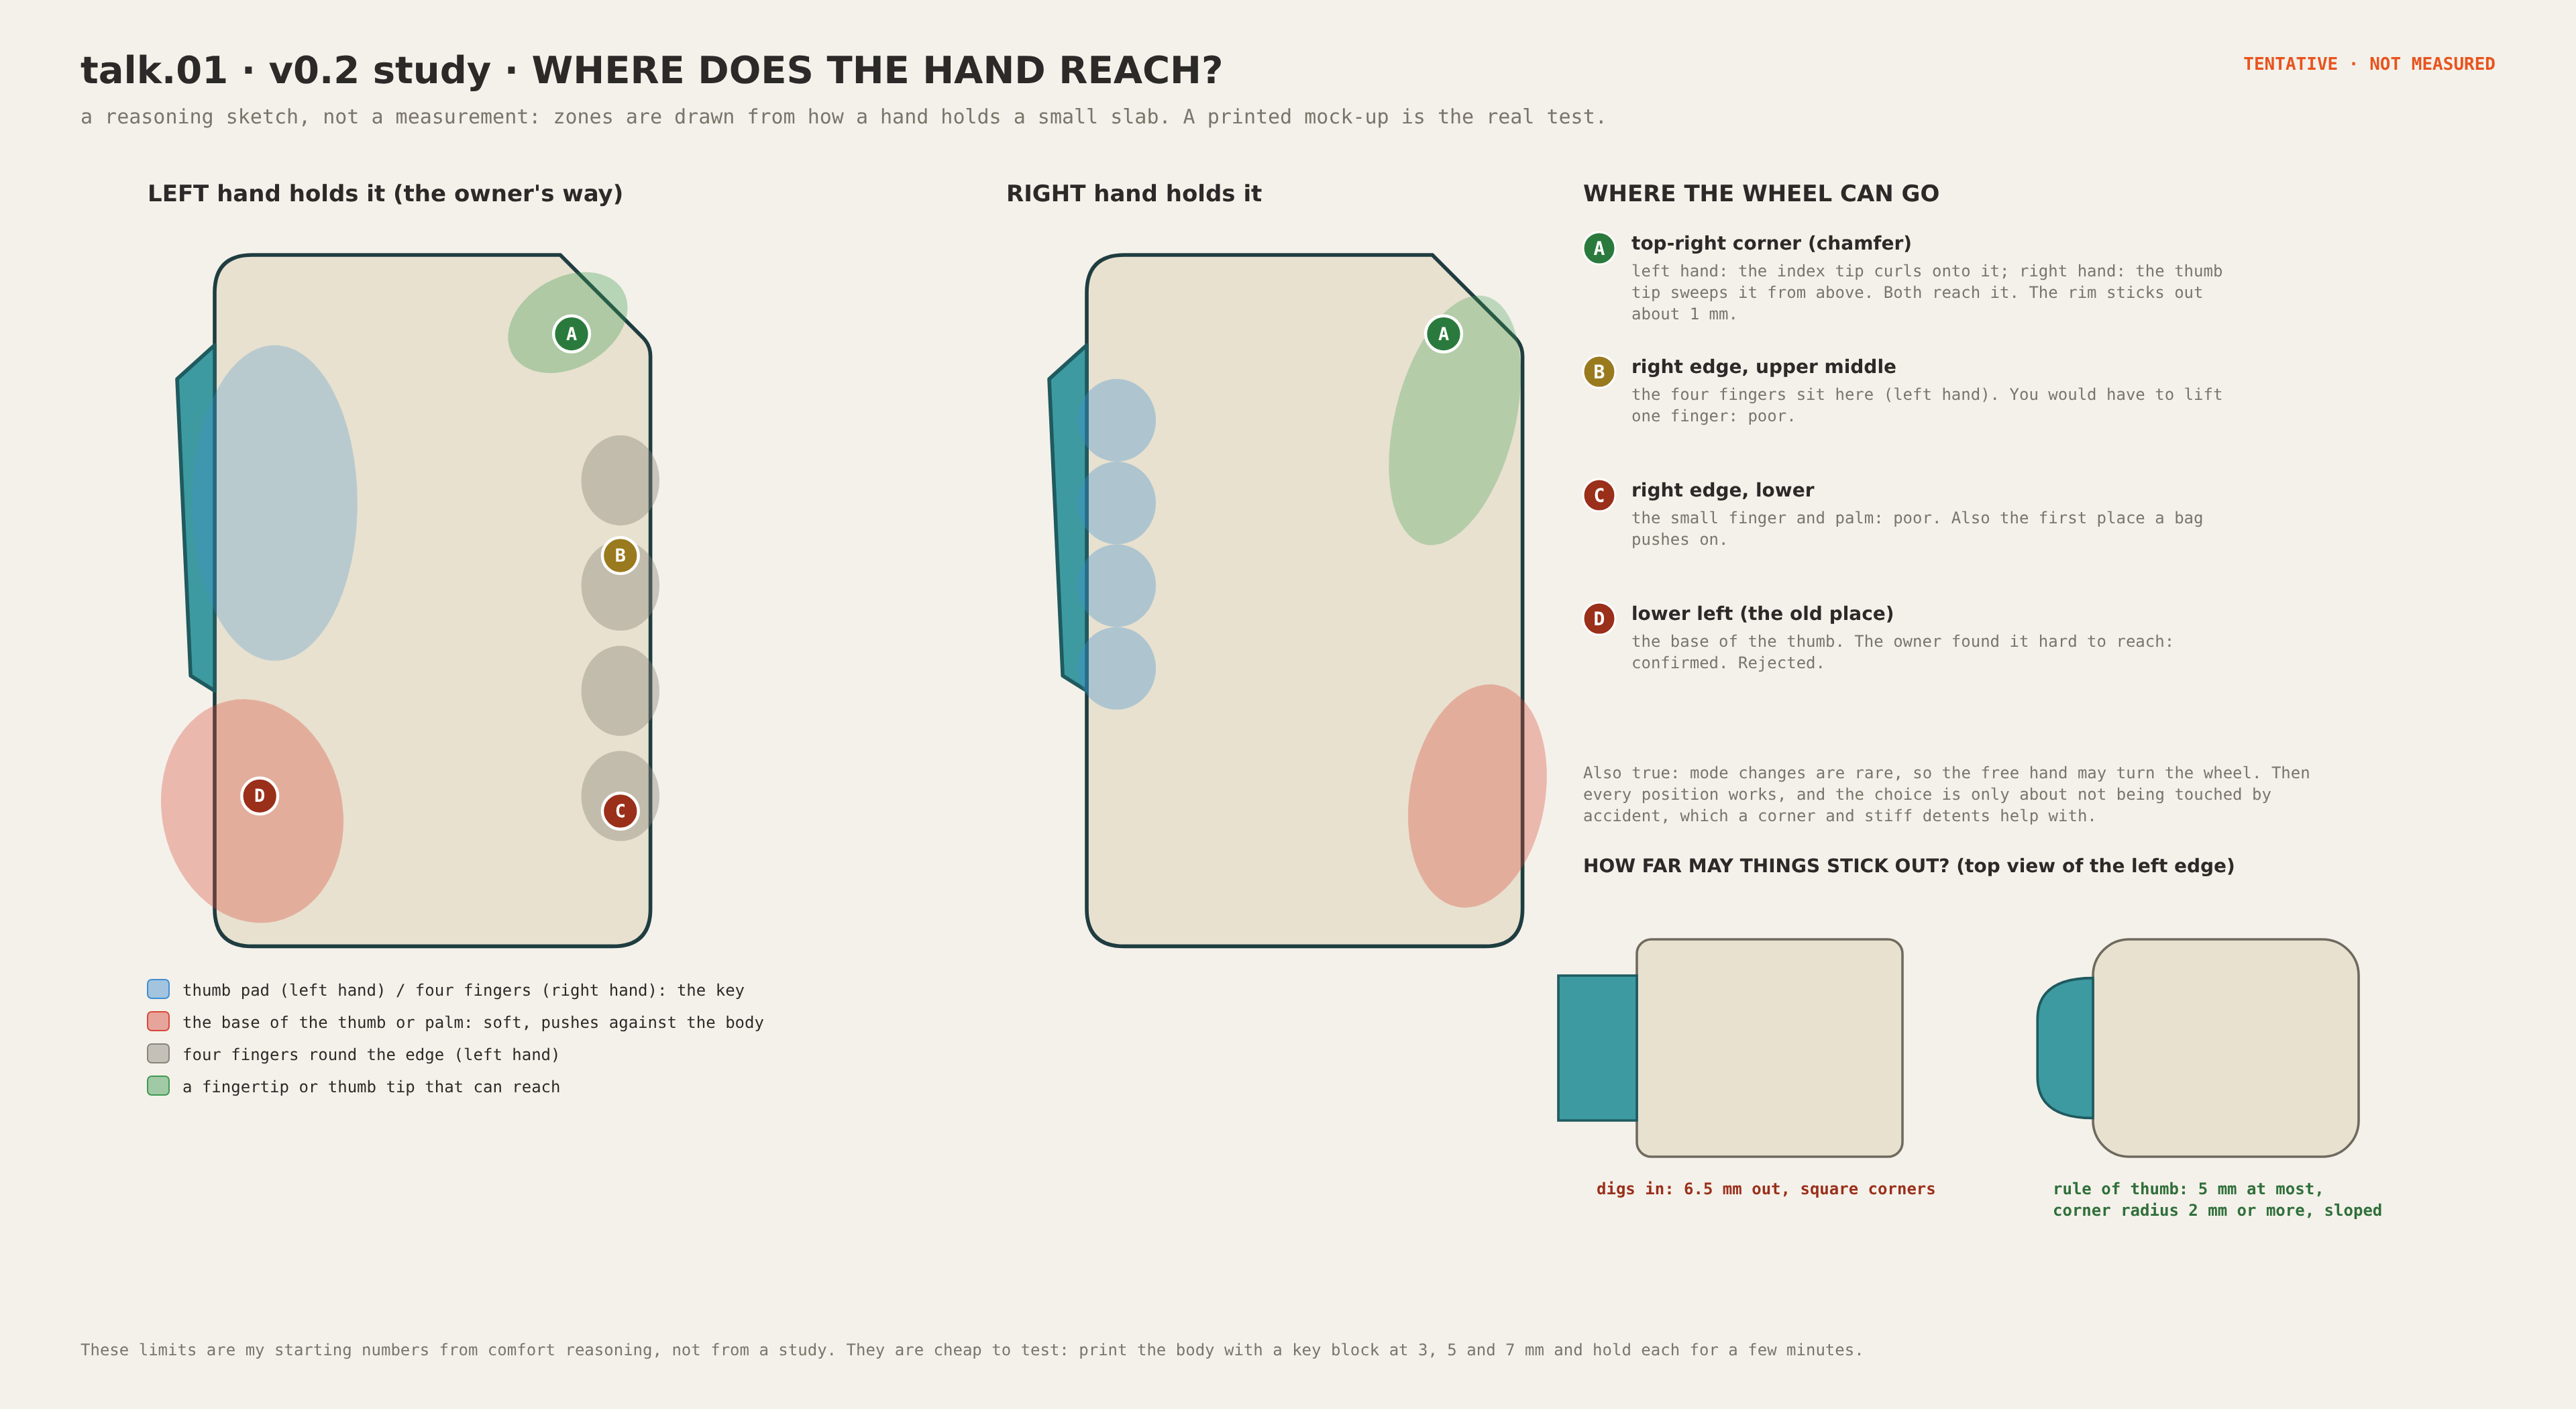 talk.01 · v0.2 study · WHERE DOES THE HAND REACH?
TENTATIVE · NOT MEASURED
a reasoning sketch, not a measurement: zones are drawn from how a hand holds a small slab. A printed mock-up is the real test.
LEFT hand holds it (the owner's way)
A
B
D
C
thumb pad (left hand) / four fingers (right hand): the key
the base of the thumb or palm: soft, pushes against the body
four fingers round the edge (left hand)
a fingertip or thumb tip that can reach
RIGHT hand holds it
A
WHERE THE WHEEL CAN GO
A
top-right corner (chamfer)
left hand: the index tip curls onto it; right hand: the thumb
tip sweeps it from above. Both reach it. The rim sticks out
about 1 mm.
B
right edge, upper middle
the four fingers sit here (left hand). You would have to lift
one finger: poor.
C
right edge, lower
the small finger and palm: poor. Also the first place a bag
pushes on.
D
lower left (the old place)
the base of the thumb. The owner found it hard to reach:
confirmed. Rejected.
Also true: mode changes are rare, so the free hand may turn the wheel. Then
every position works, and the choice is only about not being touched by
accident, which a corner and stiff detents help with.
HOW FAR MAY THINGS STICK OUT? (top view of the left edge)
digs in: 6.5 mm out, square corners
rule of thumb: 5 mm at most,
corner radius 2 mm or more, sloped
These limits are my starting numbers from comfort reasoning, not from a study. They are cheap to test: print the body with a key block at 3, 5 and 7 mm and hold each for a few minutes.